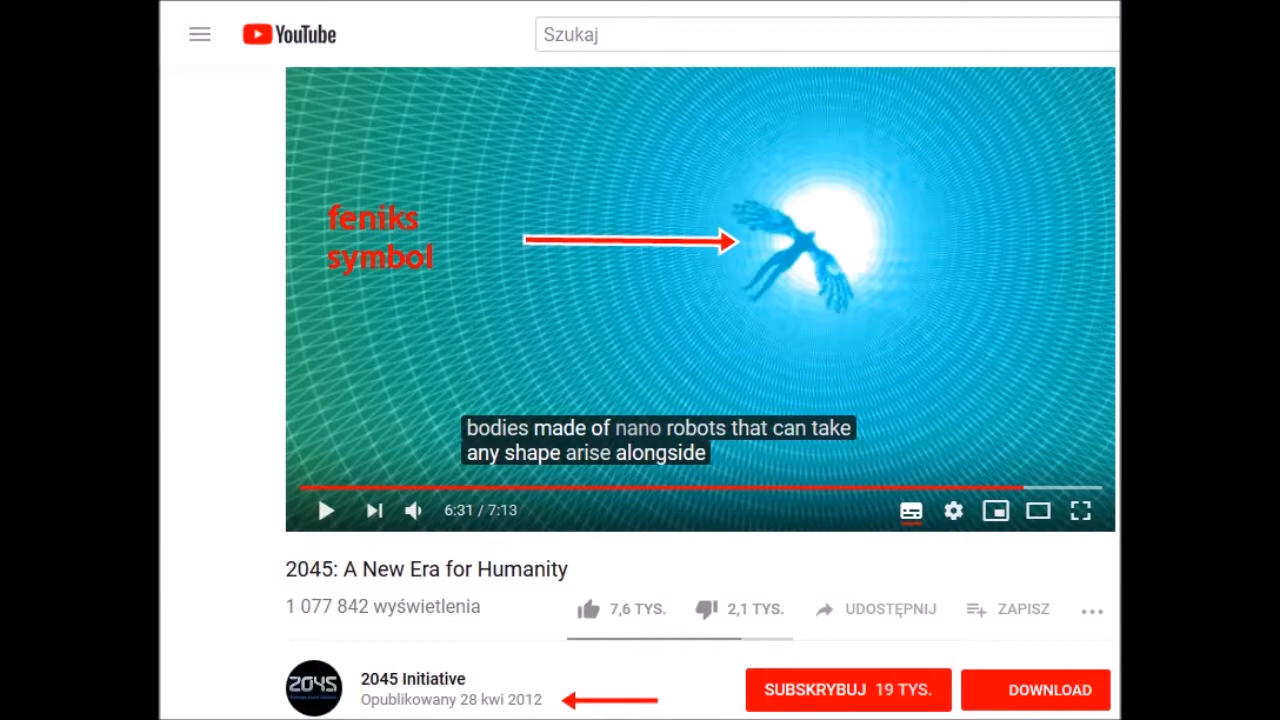 YouTube
Szukaj
feniks
symbol
bodies made of nano robots that can take
any shape arise alongside
6:31 / 7:13
2045: A New Era for Humanity
1 077 842 wyświetlenia
7,6 TYS.
2,1 TYS.
UDOSTĘPNIJ
ZAPISZ
2045
2045 Initiative
Opublikowany 28 kwi 2012
SUBSKRYBUJ 19 TYS.
DOWNLOAD